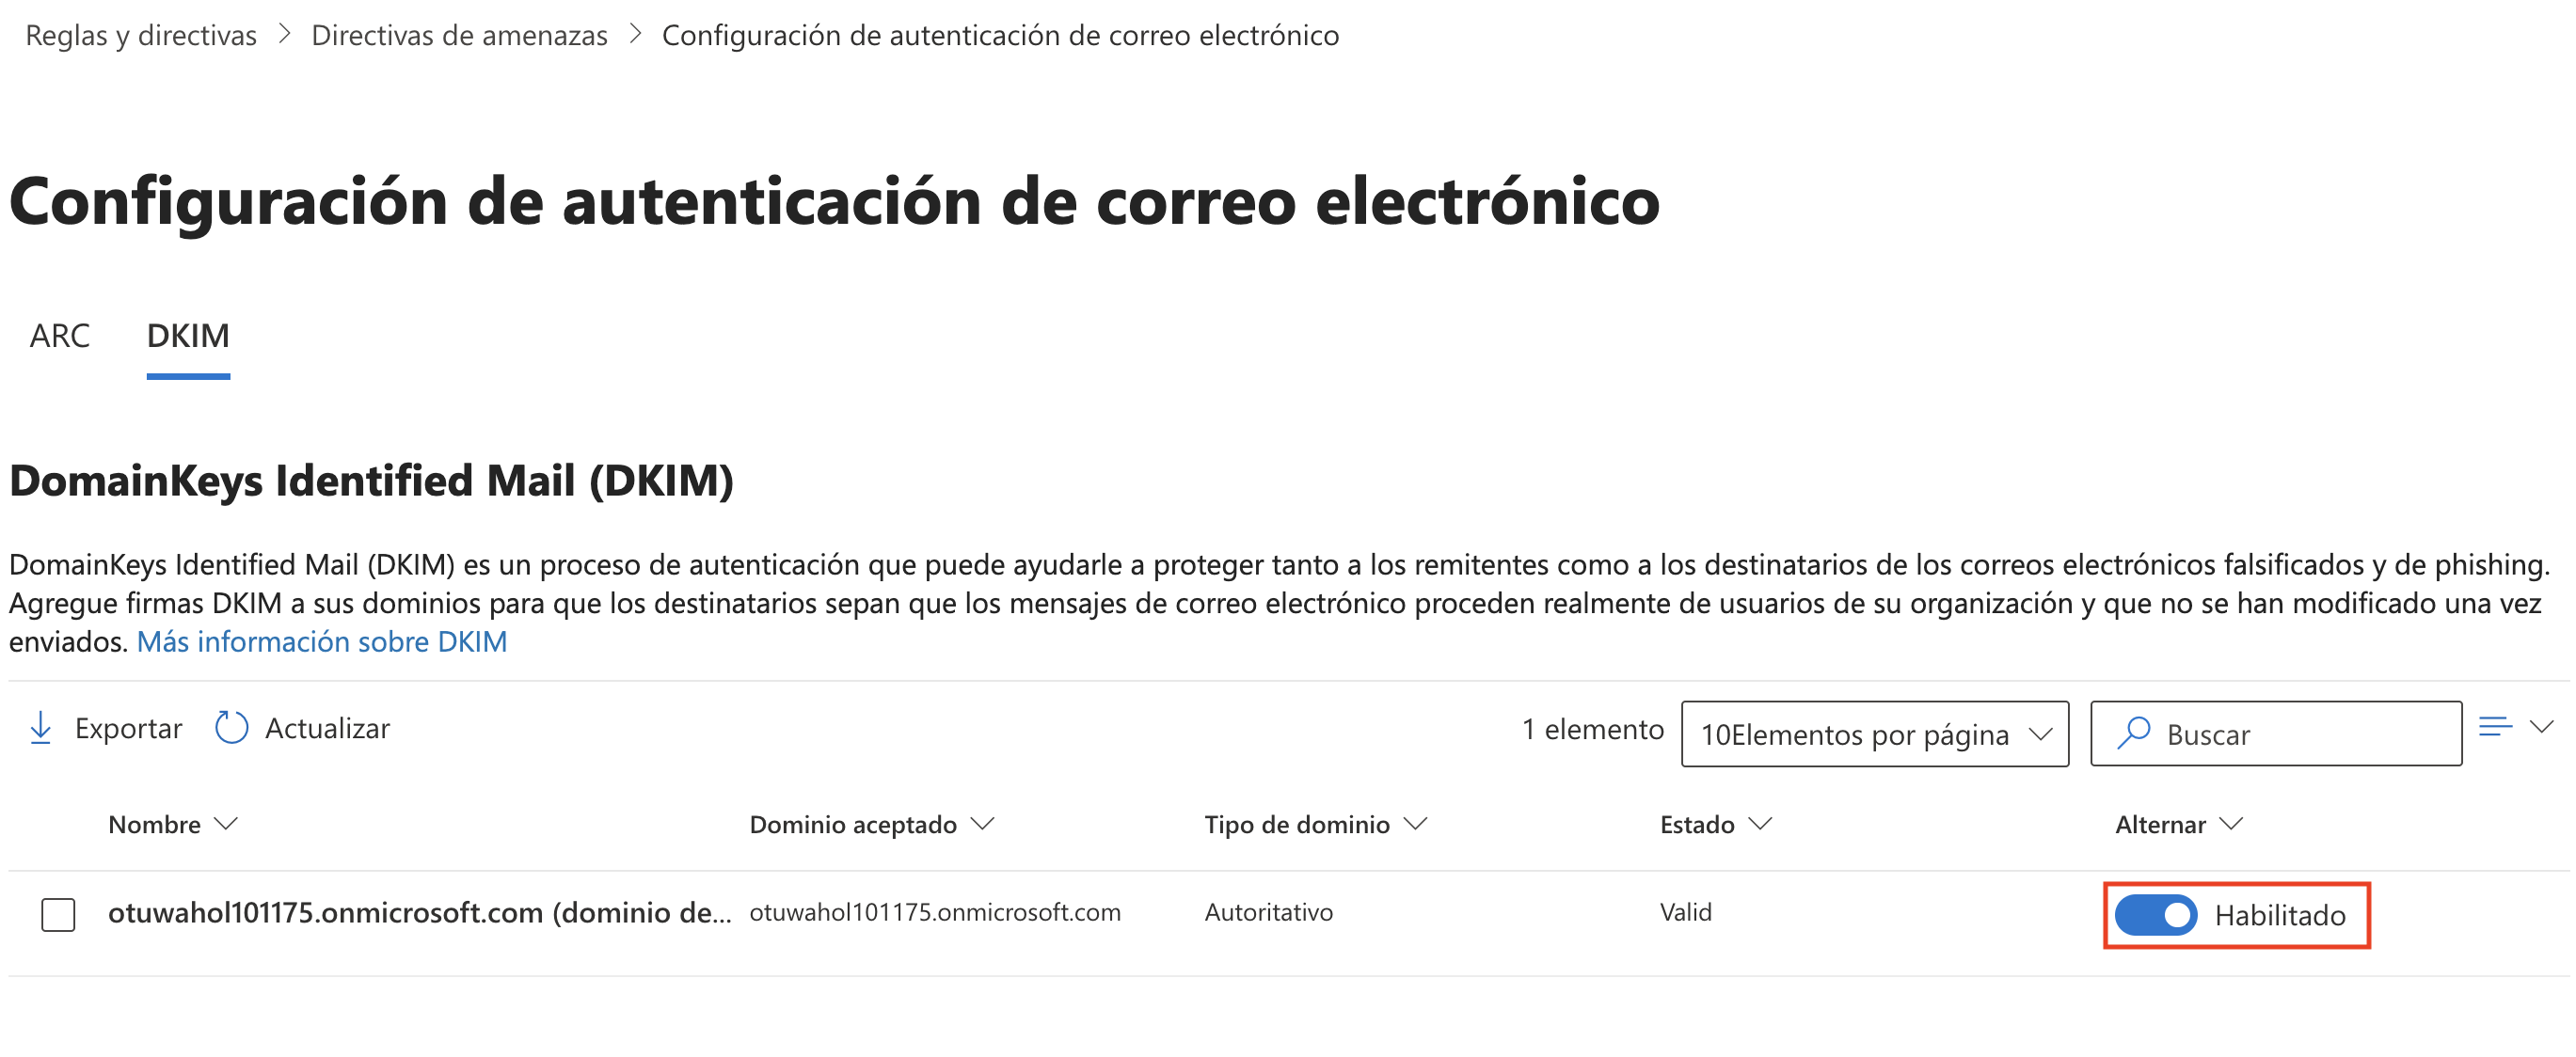 Reglas y directivas > Directivas de amenazas > Configuración de autenticación de correo electrónico
Configuración de autenticación de correo electrónico
ARC DKIM
DomainKeys Identified Mail (DKIM)
DomainKeys Identified Mail (DKIM) es un proceso de autenticación que puede ayudarle a proteger tanto a los remitentes como a los destinatarios de los correos electrónicos falsificados y de phishing.
Agregue firmas DKIM a sus dominios para que los destinatarios sepan que los mensajes de correo electrónico proceden realmente de usuarios de su organización y que no se han modificado una vez
enviados. Más información sobre DKIM
Exportar Actualizar 1 elemento 10Elementos por página Buscar
Nombre Dominio aceptado Tipo de dominio Estado Alternar
otuwahol101175.onmicrosoft.com (dominio de... otuwahol101175.onmicrosoft.com Autoritativo Valid Habilitado